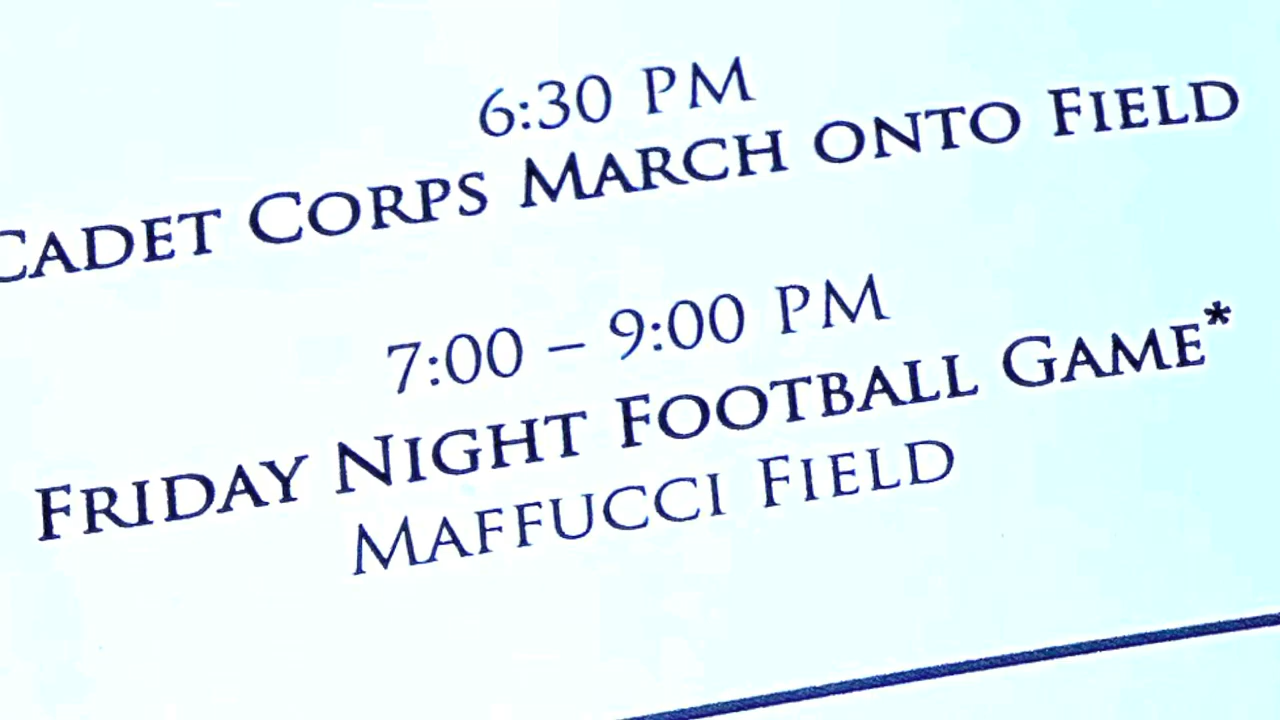 6:30 PM
Cadet Corps March onto Field
7:00 – 9:00 PM
Friday Night Football Game*
Maffucci Field